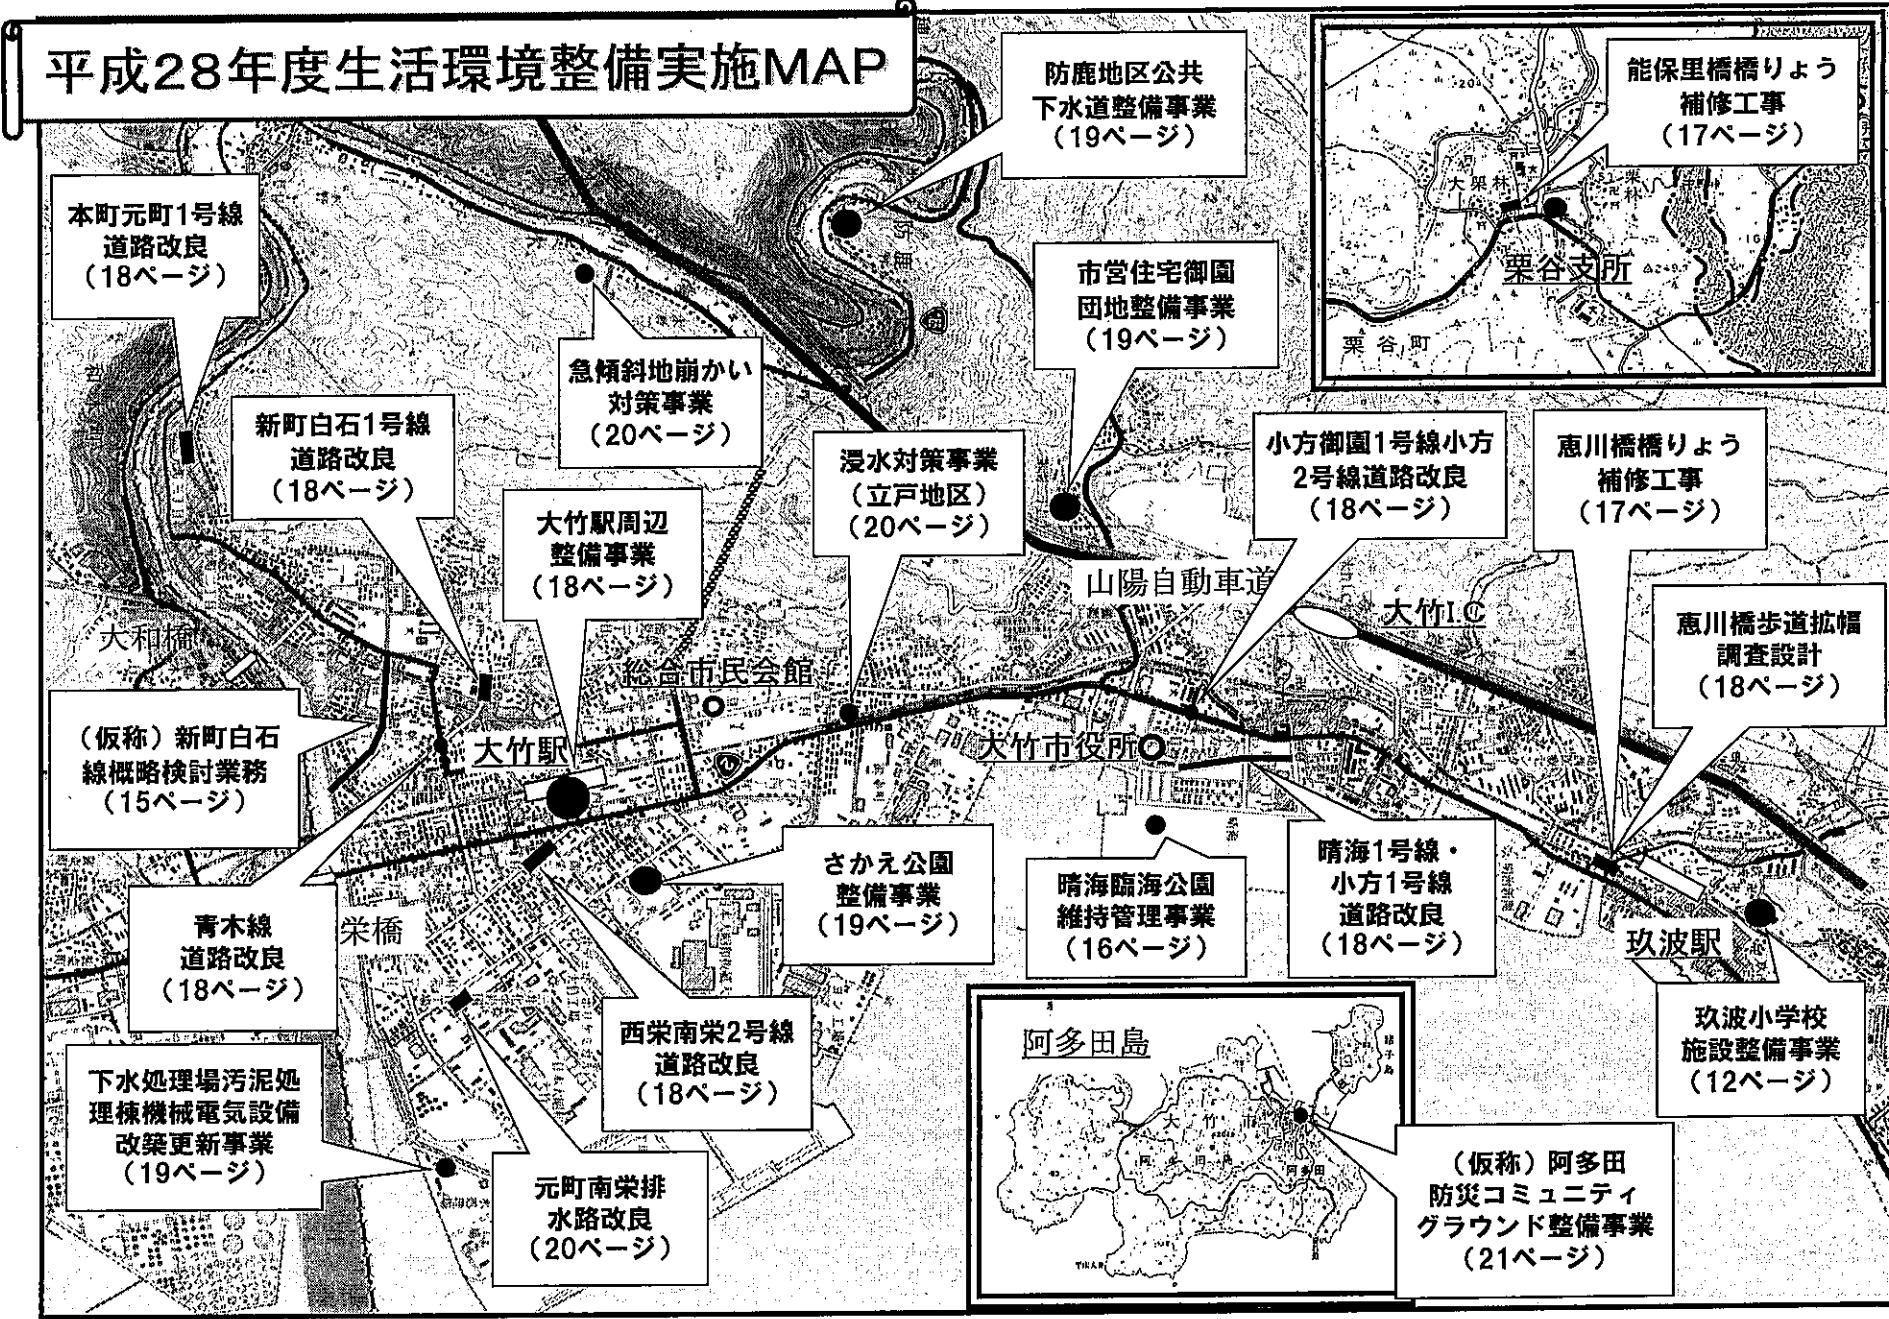 平成28年度生活環境整備実施MAP
防鹿地区公共
下水道整備事業
(19ページ)
能保里橋橋りょう
補修工事
(17ページ)
大栗林
栗谷支所
栗谷町
本町元町1号線
道路改良
(18ページ)
市営住宅御園
団地整備事業
(19ページ)
急傾斜地崩かい
対策事業
(20ページ)
新町白石1号線
道路改良
(18ページ)
大竹駅周辺
整備事業
(18ページ)
浸水対策事業
(立戸地区)
(20ページ)
小方御園1号線小方
2号線道路改良
(18ページ)
恵川橋橋りょう
補修工事
(17ページ)
山陽自動車道
大竹I.C
恵川橋歩道拡幅
調査設計
(18ページ)
大和橋
総合市民会館
(仮称)新町白石
線概略検討業務
(15ページ)
大竹駅
大竹市役所
さかえ公園
整備事業
(19ページ)
晴海臨海公園
維持管理事業
(16ページ)
晴海1号線・
小方1号線
道路改良
(18ページ)
青木線
道路改良
(18ページ)
栄橋
玖波駅
西栄南栄2号線
道路改良
(18ページ)
玖波小学校
施設整備事業
(12ページ)
下水処理場汚泥処
理棟機械電気設備
改築更新事業
(19ページ)
元町南栄排
水路改良
(20ページ)
阿多田島
大竹市
阿多田島
阿多田
猪子島
(仮称)阿多田
防災コミュニティ
グラウンド整備事業
(21ページ)